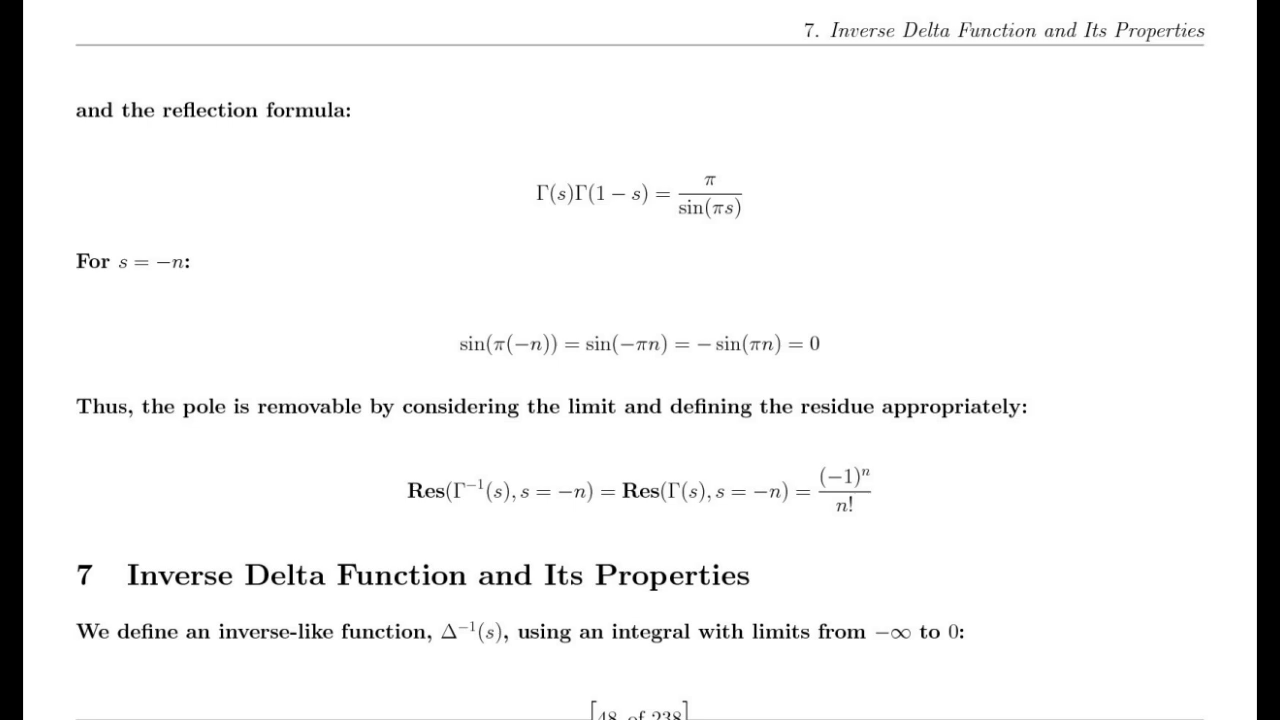 7. Inverse Delta Function and Its Properties
and the reflection formula:
Γ(s)Γ(1 − s) = π / sin(πs)
For s = −n:
sin(π(−n)) = sin(−πn) = − sin(πn) = 0
Thus, the pole is removable by considering the limit and defining the residue appropriately:
Res(Γ⁻¹(s), s = −n) = Res(Γ(s), s = −n) = (−1)ⁿ / n!
7 Inverse Delta Function and Its Properties
We define an inverse-like function, Δ⁻¹(s), using an integral with limits from −∞ to 0:
[48 of 238]